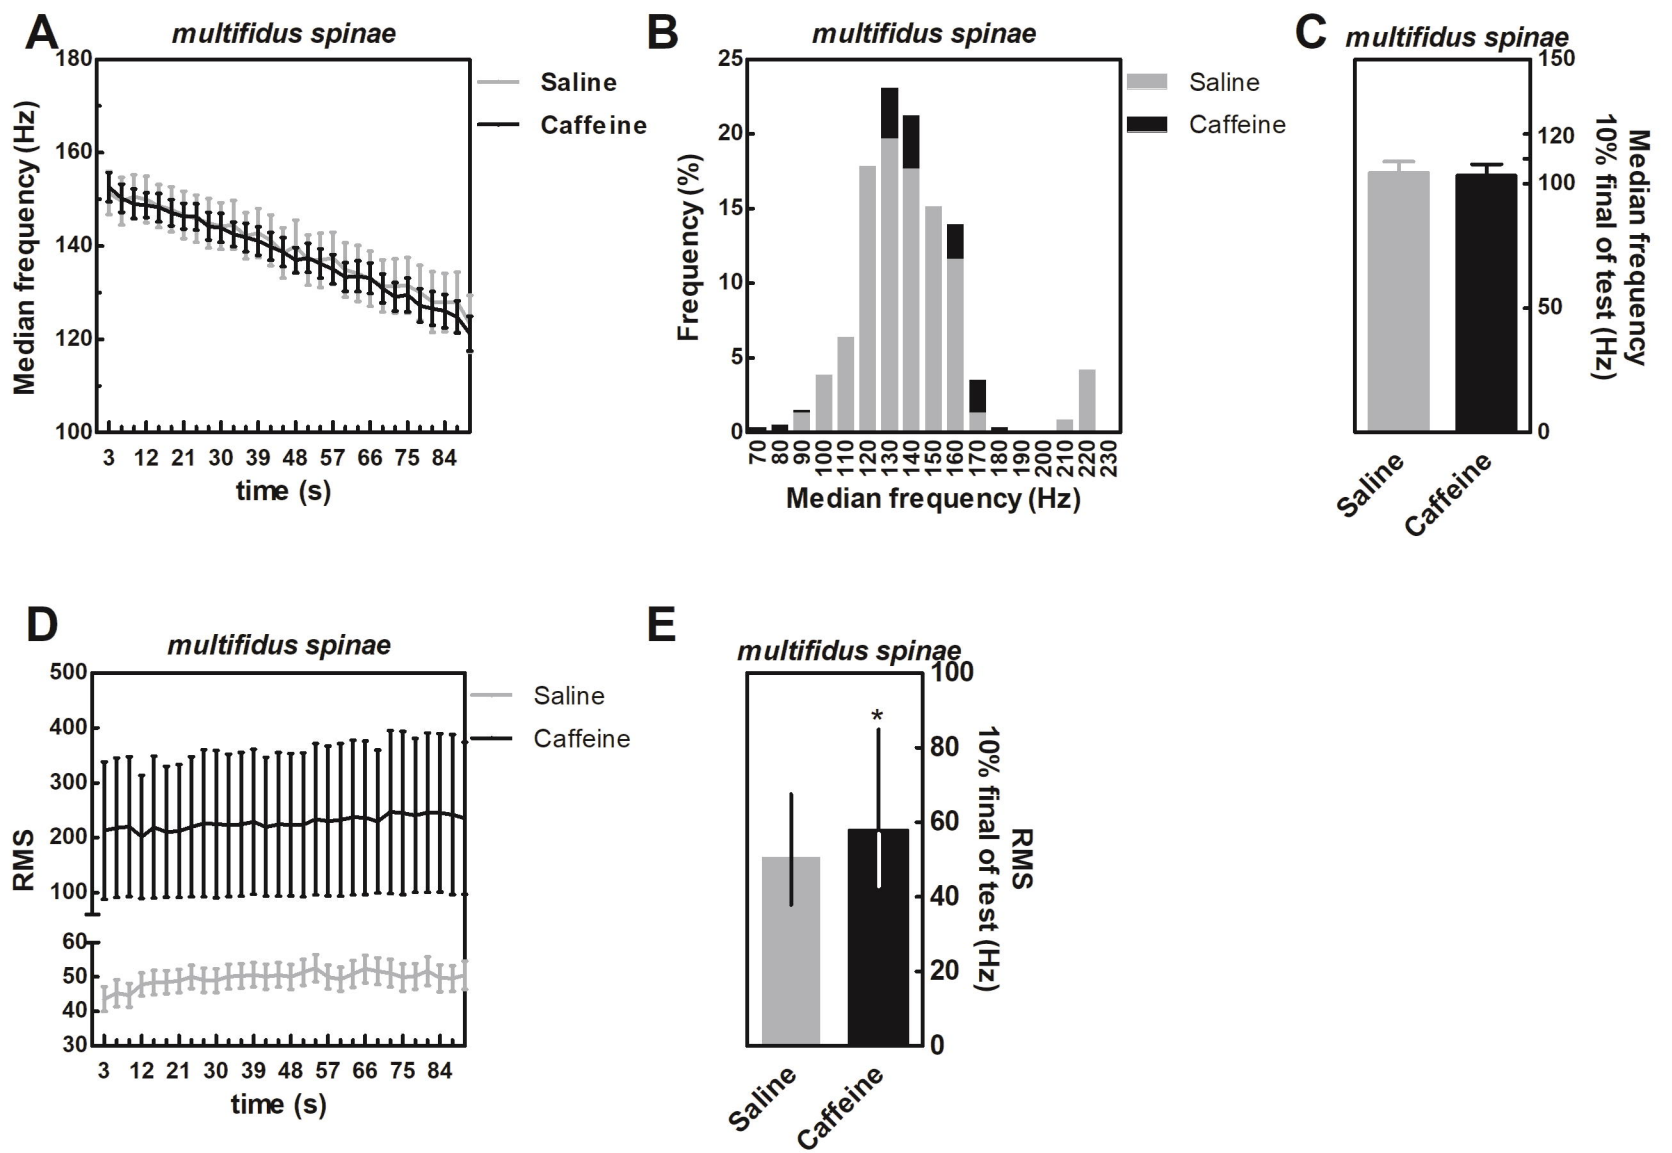 A
multifidus spinae
180
160
140
120
100
Median frequency (Hz)
3 12 21 30 39 48 57 66 75 84
time (s)
Saline
Caffeine
B
multifidus spinae
25
20
15
10
5
0
Frequency (%)
70 80 90 100 110 120 130 140 150 160 170 180 190 200 210 220 230
Median frequency (Hz)
Saline
Caffeine
C
multifidus spinae
150
120
100
50
0
Median frequency
10% final of test (Hz)
Saline
Caffeine
D
multifidus spinae
500
400
300
200
100
60
50
40
30
RMS
3 12 21 30 39 48 57 66 75 84
time (s)
Saline
Caffeine
E
multifidus spinae
100
80
60
40
20
0
*
RMS
10% final of test (Hz)
Saline
Caffeine